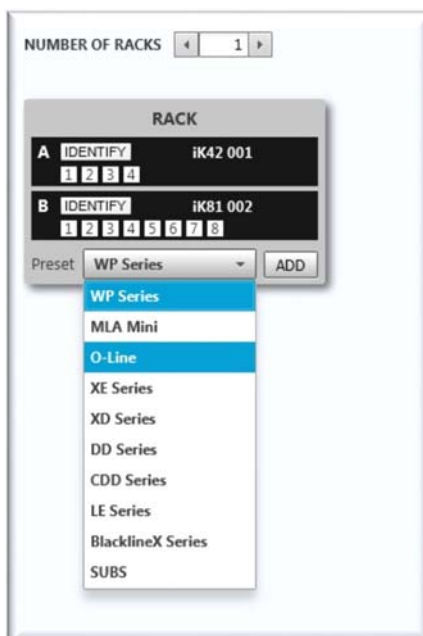 NUMBER OF RACKS 1
RACK
A IDENTIFY iK42 001
1 2 3 4
B IDENTIFY iK81 002
1 2 3 4 5 6 7 8
Preset WP Series ADD
WP Series
MLA Mini
O-Line
XE Series
XD Series
DD Series
CDD Series
LE Series
BlacklineX Series
SUBS